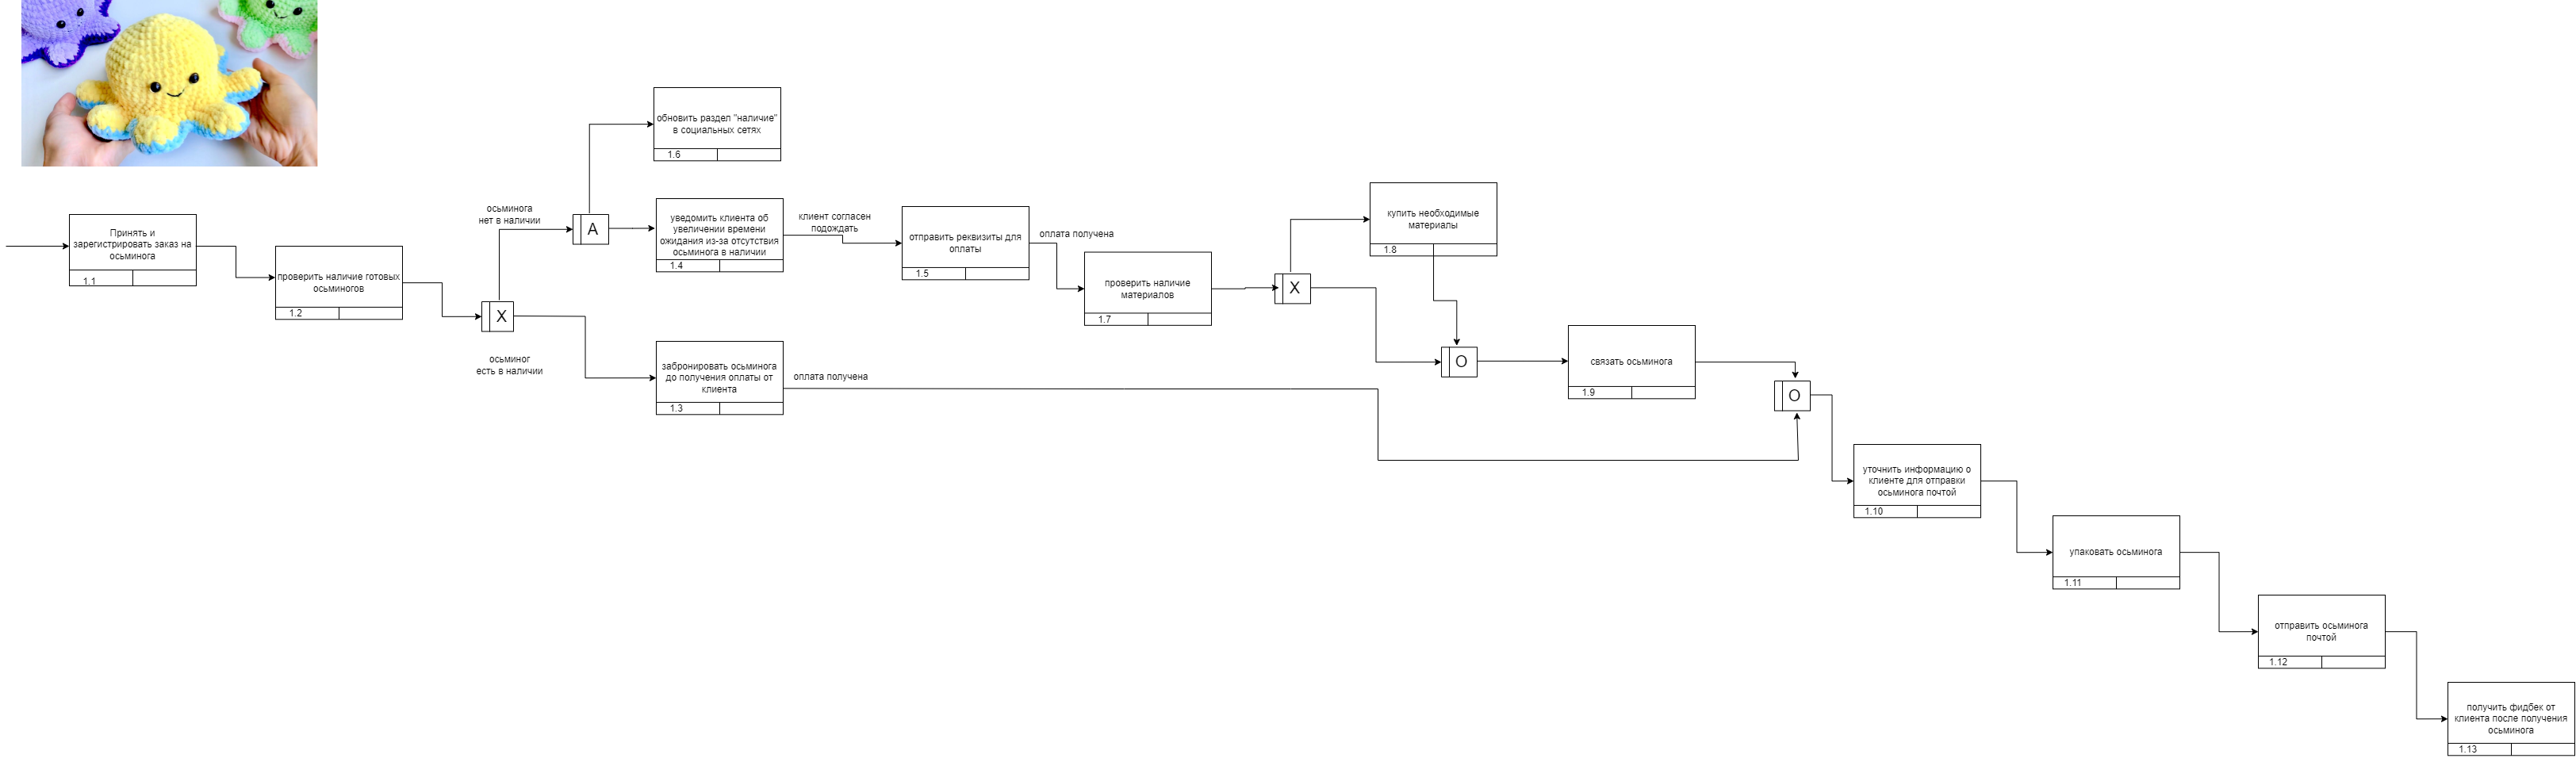 обновить раздел "наличие"
в социальных сетях
1.6
осьминога
нет в наличии
A
уведомить клиента об
увеличении времени
ожидания из-за отсутствия
осьминога в наличии
1.4
клиент согласен
подождать
отправить реквизиты для
оплаты
1.5
оплата получена
купить необходимые
материалы
1.8
Принять и
зарегистрировать заказ на
осьминога
1.1
проверить наличие готовых
осьминогов
1.2
X
проверить наличие
материалов
1.7
X
осьминог
есть в наличии
забронировать осьминога
до получения оплаты от
клиента
1.3
оплата получена
O
связать осьминога
1.9
O
уточнить информацию о
клиенте для отправки
осьминога почтой
1.10
упаковать осьминога
1.11
отправить осьминога
почтой
1.12
получить фидбек от
клиента после получения
осьминога
1.13